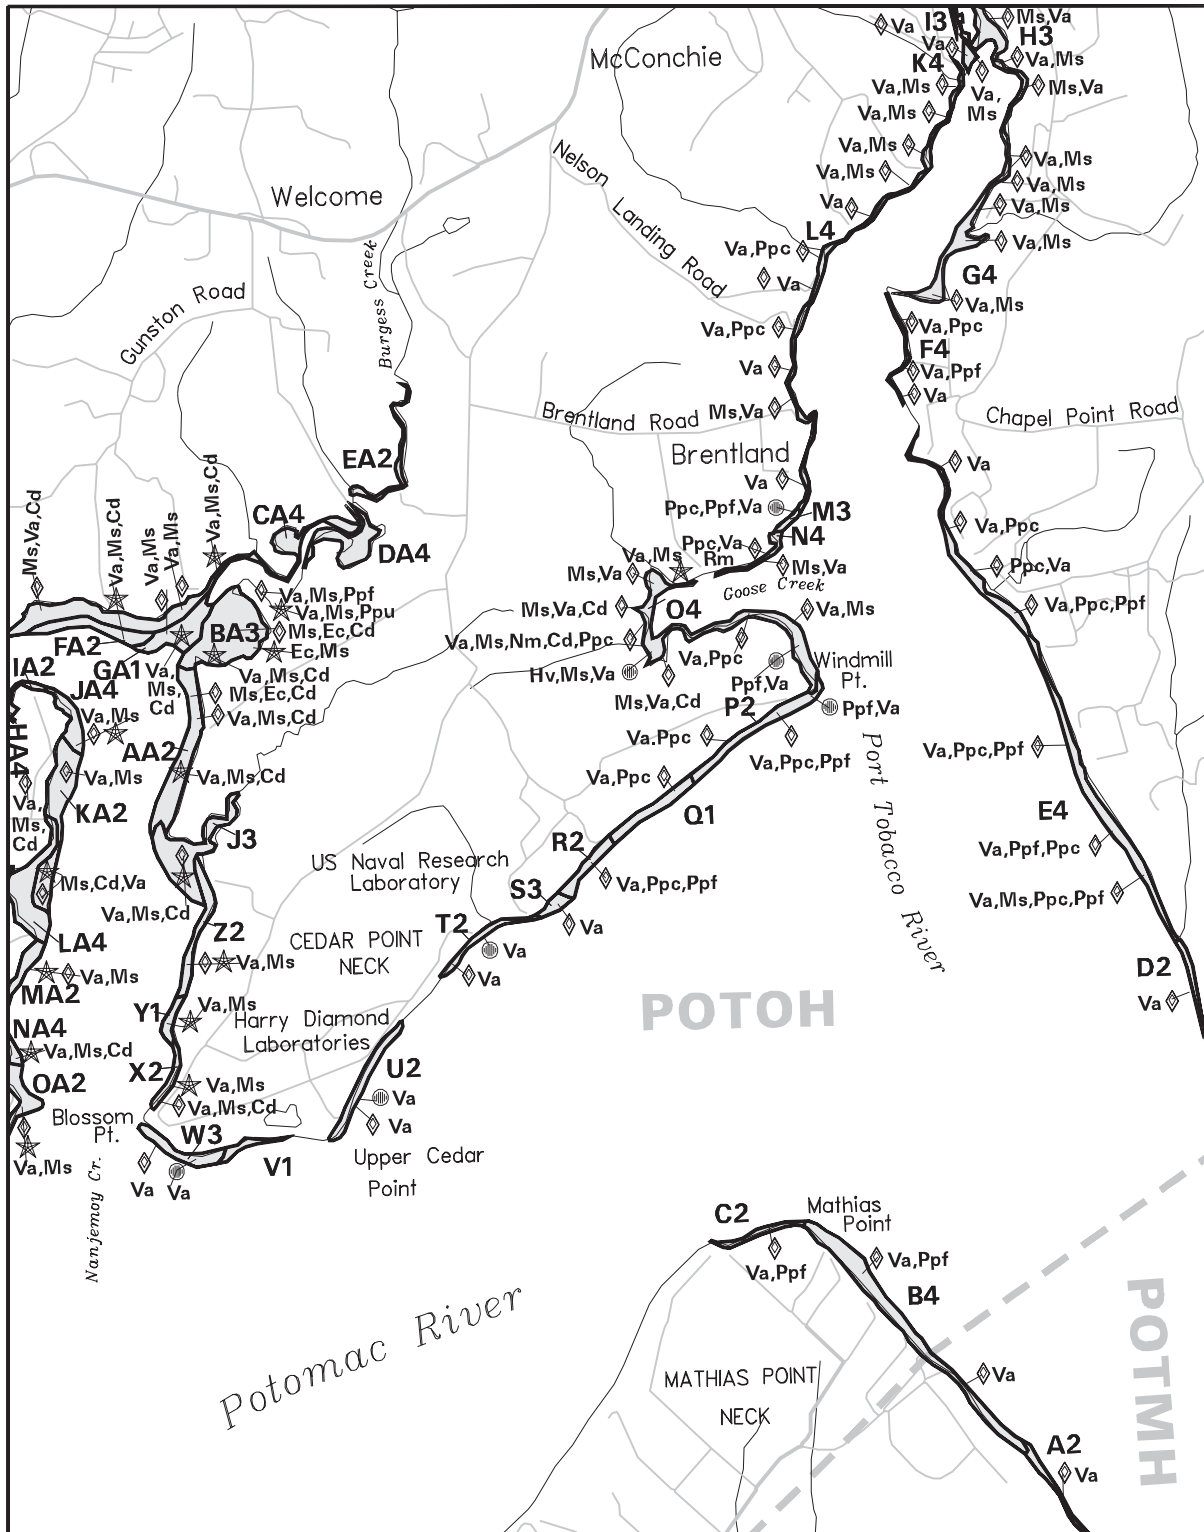 I3
Va
Ms,Va
H3
Va
K4
Va,Ms
McConchie
Va,Ms
Va,
Ms
Ms,Va
Va,Ms
Va,Ms
Va,Ms
Nelson Landing Road
Va,Ms
Va,Ms
Welcome
Va
Va,Ms
L4
Va,Ppc
Va,Ms
Burgess Creek
Va
G4
Gunston Road
Va,Ms
Va,Ppc
Va,Ppc
F4
Va
Va,Ppf
Va
Ms,Va
Brentland Road
Chapel Point Road
EA2
Brentland
Va
Va
Ms,Va,Cd
Va,Ms,Cd
Va,Ms
Va,Ms
Va,Ms,Cd
CA4
Ppc,Ppf,Va
M3
Va,Ppc
N4
DA4
Ppc,Va
Va,Ms
Rm
Ms,Va
Ms,Va
Ppc,Va
Goose Creek
Va,Ms,Ppf
Va,Ms,Ppu
Ms,Va,Cd
O4
Va,Ms
Va,Ppc,Ppf
BA3
Ms,Ec,Cd
FA2
Va,Ms,Nm,Cd,Ppc
Ec,Ms
Va,Ppc
Windmill
Pt.
IA2
GA1
Va,
Ms,
Cd
Va,Ms,Cd
Hv,Ms,Va
Ppf,Va
JA4
Ms,Ec,Cd
Ms,Va,Cd
P2
Ppf,Va
Va,Ms
Va,Ms,Cd
HA4
AA2
Va.Ppc
Port Tobacco River
Va,Ppc,Ppf
Va,Ppc,Ppf
Va,Ms
Va,Ms,Cd
Va,Ppc
Va,
Ms,
Cd
KA2
Q1
E4
J3
R2
US Naval Research
Laboratory
Va,Ppf,Ppc
Ms,Cd,Va
S3
Va,Ppc,Ppf
Va,Ms,Ppc,Ppf
Va,Ms,Cd
T2
Va
Z2
CEDAR POINT
NECK
LA4
Va
D2
Va,Ms
Va,Ms
Va
MA2
Va
Y1
Va,Ms
POTOH
Harry Diamond
Laboratories
NA4
Va,Ms,Cd
X2
U2
OA2
Va,Ms
Va
Va,Ms,Cd
Blossom
Pt.
Va
W3
Va,Ms
V1
Upper Cedar
Point
Va
Va
Nanjemoy Cr.
C2
Mathias
Point
Va,Ppf
Va,Ppf
B4
Potomac River
POTMH
MATHIAS POINT
NECK
Va
A2
Va